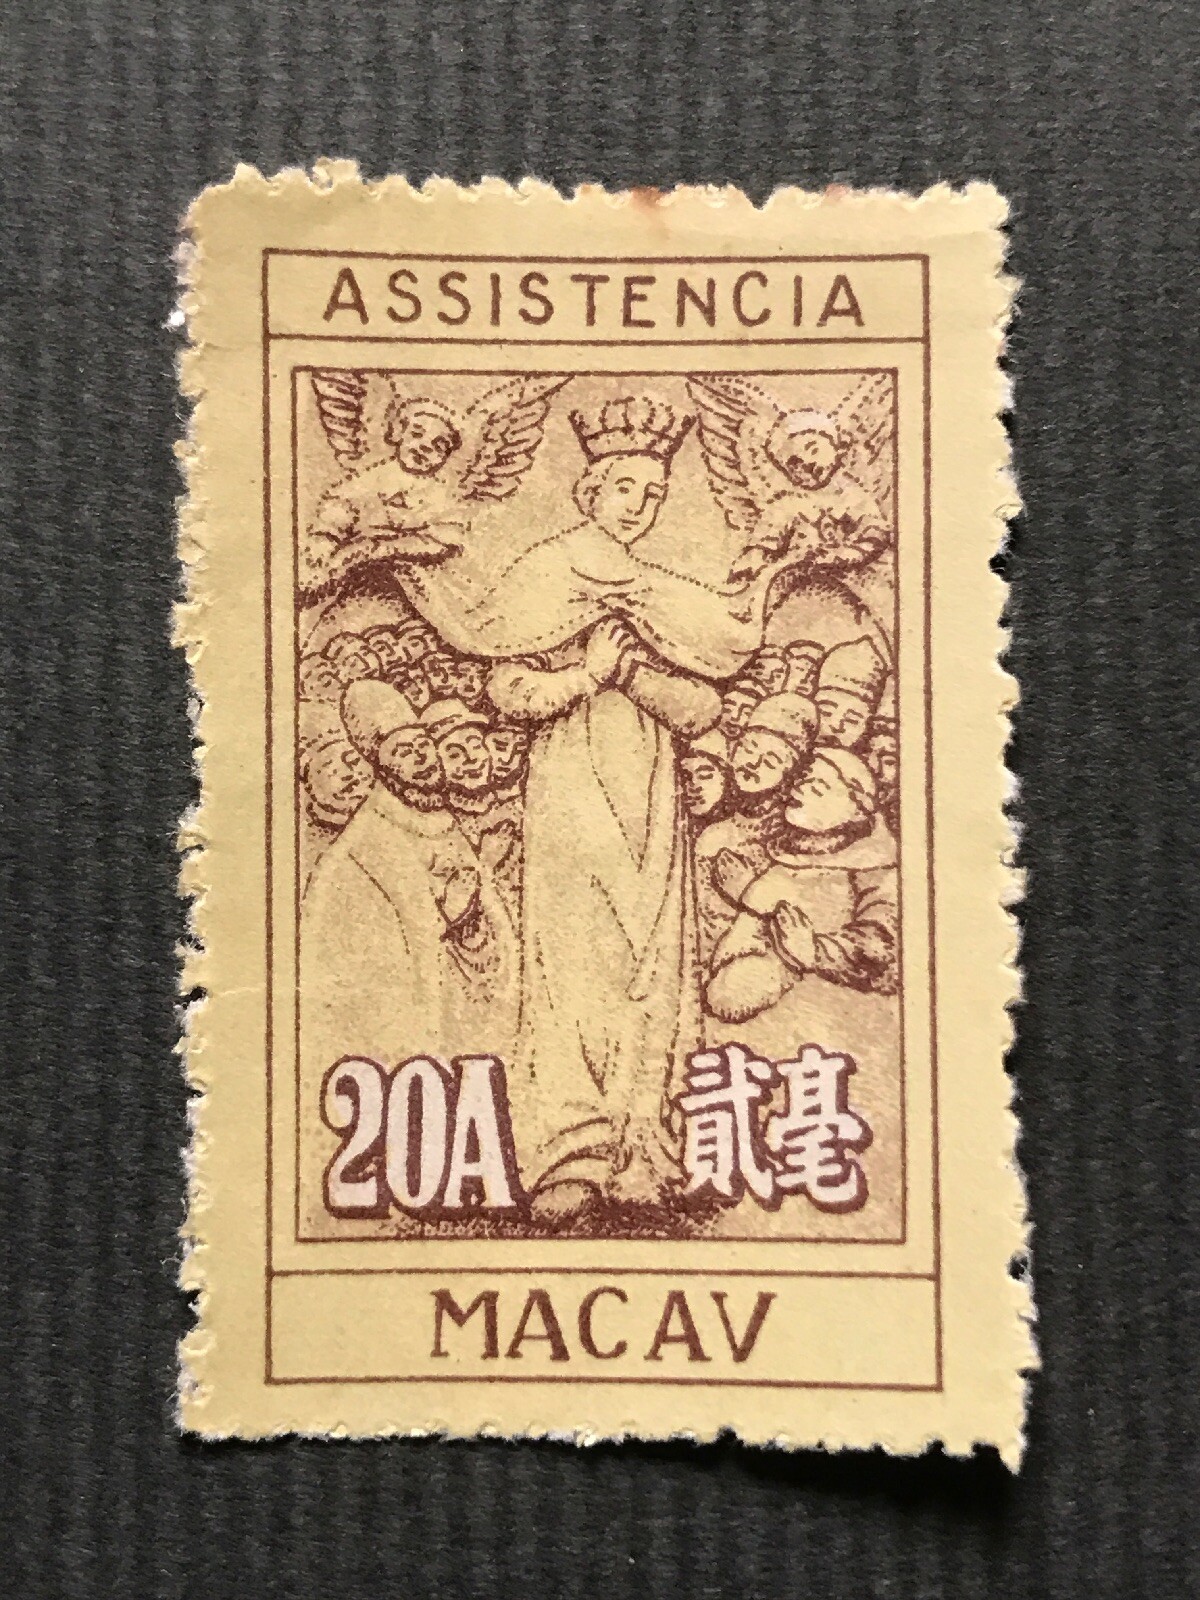 ASSISTENCIA
20A 貳毫
MACAV